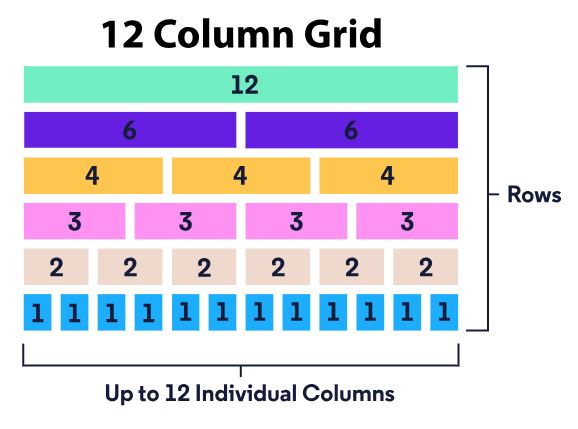 12 Column Grid
12
6 6
4 4 4
Rows
3 3 3 3
2 2 2 2 2 2
1 1 1 1 1 1 1 1 1 1 1 1
Up to 12 Individual Columns